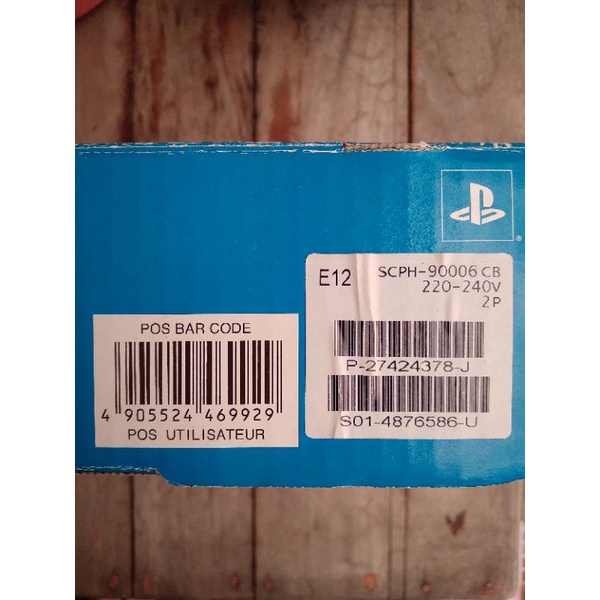 E12 SCPH-90006 CB
220-240V
2P
P-27424378-J
S01-4876586-U
POS BAR CODE
4 905524 469929
POS UTILISATEUR